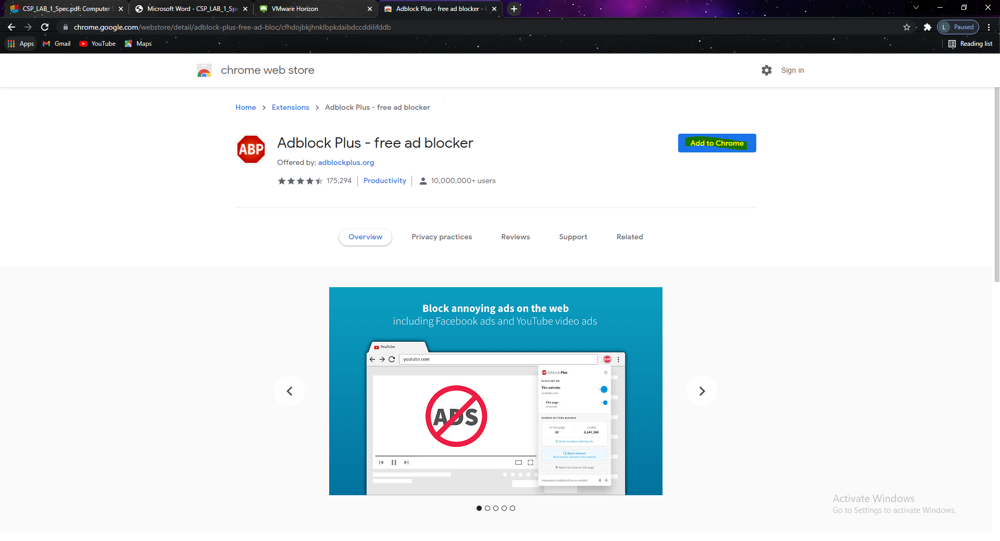 CSP_LAB_1_Spec.pdf: Computer S
Microsoft Word - CSP_LAB_1_Spe
VMware Horizon
Adblock Plus - free ad blocker - C
chrome.google.com/webstore/detail/adblock-plus-free-ad-bloc/cfhdojbkjhnklbpkdaibdccddilifddb
L Paused
Apps
Gmail
YouTube
Maps
Reading list
chrome web store
Sign in
Home > Extensions > Adblock Plus - free ad blocker
ABP
Adblock Plus - free ad blocker
Add to Chrome
Offered by: adblockplus.org
175,294
Productivity
10,000,000+ users
Overview
Privacy practices
Reviews
Support
Related
Block annoying ads on the web
including Facebook ads and YouTube video ads
YouTube
youtube.com
ABP
ABP Adblock Plus
BLOCK ADS ON
This website:
youtube.com
This page:
/channel
ADS
NUMBER OF ITEMS BLOCKED
on this page
in total
18
3,147,368
Share numbers with friends
Block element
Block specific element on this website
Report an issue on this page
Interested in AdblockPlus on mobile?
Activate Windows
Go to Settings to activate Windows.